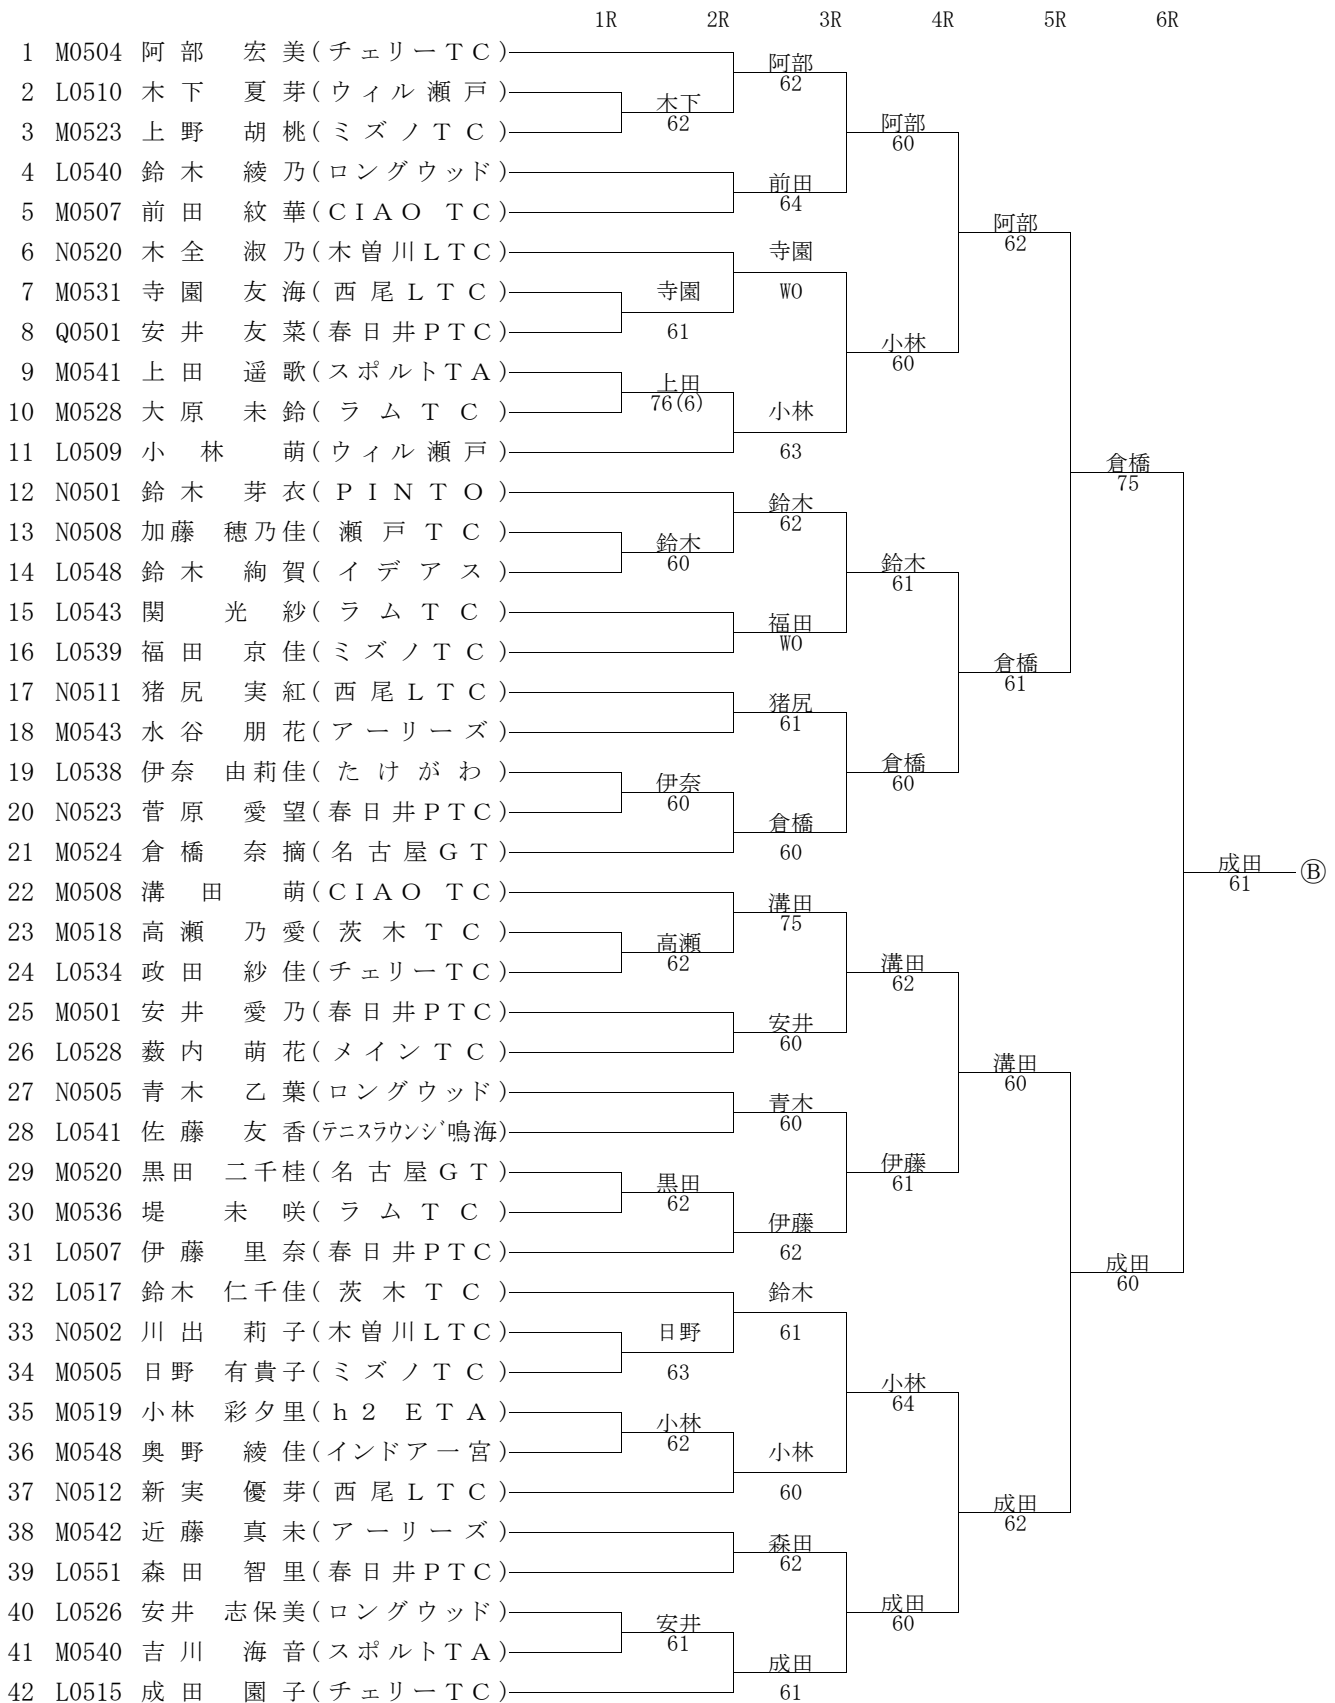 1R 2R 3R 4R 5R 6R
1 M0504 阿部 宏美(チェリーTC)
阿部
62
2 L0510 木下 夏芽(ウィル瀬戸)
木下
62
3 M0523 上野 胡桃(ミズノTC)
阿部
60
4 L0540 鈴木 綾乃(ロングウッド)
前田
64
5 M0507 前田 紋華(CIAO TC)
阿部
62
6 N0520 木全 淑乃(木曽川LTC)
寺園
WO
7 M0531 寺園 友海(西尾LTC)
寺園
61
8 Q0501 安井 友菜(春日井PTC)
小林
60
9 M0541 上田 遥歌(スポルトTA)
上田
76(6)
10 M0528 大原 未鈴(ラムTC)
小林
63
11 L0509 小林 萌(ウィル瀬戸)
倉橋
75
12 N0501 鈴木 芽衣(PINTO)
鈴木
62
13 N0508 加藤 穂乃佳(瀬戸TC)
鈴木
60
14 L0548 鈴木 絢賀(イデアス)
鈴木
61
15 L0543 関 光紗(ラムTC)
福田
WO
16 L0539 福田 京佳(ミズノTC)
倉橋
61
17 N0511 猪尻 実紅(西尾LTC)
猪尻
61
18 M0543 水谷 朋花(アーリーズ)
倉橋
60
19 L0538 伊奈 由莉佳(たけがわ)
伊奈
60
20 N0523 菅原 愛望(春日井PTC)
倉橋
60
21 M0524 倉橋 奈摘(名古屋GT)
成田
61
Ⓑ
22 M0508 溝田 萌(CIAO TC)
溝田
75
23 M0518 高瀬 乃愛(茨木TC)
高瀬
62
24 L0534 政田 紗佳(チェリーTC)
溝田
62
25 M0501 安井 愛乃(春日井PTC)
安井
60
26 L0528 薮内 萌花(メインTC)
溝田
60
27 N0505 青木 乙葉(ロングウッド)
青木
60
28 L0541 佐藤 友香(テニスラウンジ鳴海)
伊藤
61
29 M0520 黒田 二千桂(名古屋GT)
黒田
62
30 M0536 堤 未咲(ラムTC)
伊藤
62
31 L0507 伊藤 里奈(春日井PTC)
成田
60
32 L0517 鈴木 仁千佳(茨木TC)
鈴木
61
33 N0502 川出 莉子(木曽川LTC)
日野
63
34 M0505 日野 有貴子(ミズノTC)
小林
64
35 M0519 小林 彩夕里(h2 ETA)
小林
62
36 M0548 奥野 綾佳(インドア一宮)
小林
60
37 N0512 新実 優芽(西尾LTC)
成田
62
38 M0542 近藤 真未(アーリーズ)
森田
62
39 L0551 森田 智里(春日井PTC)
成田
60
40 L0526 安井 志保美(ロングウッド)
安井
61
41 M0540 吉川 海音(スポルトTA)
成田
61
42 L0515 成田 園子(チェリーTC)